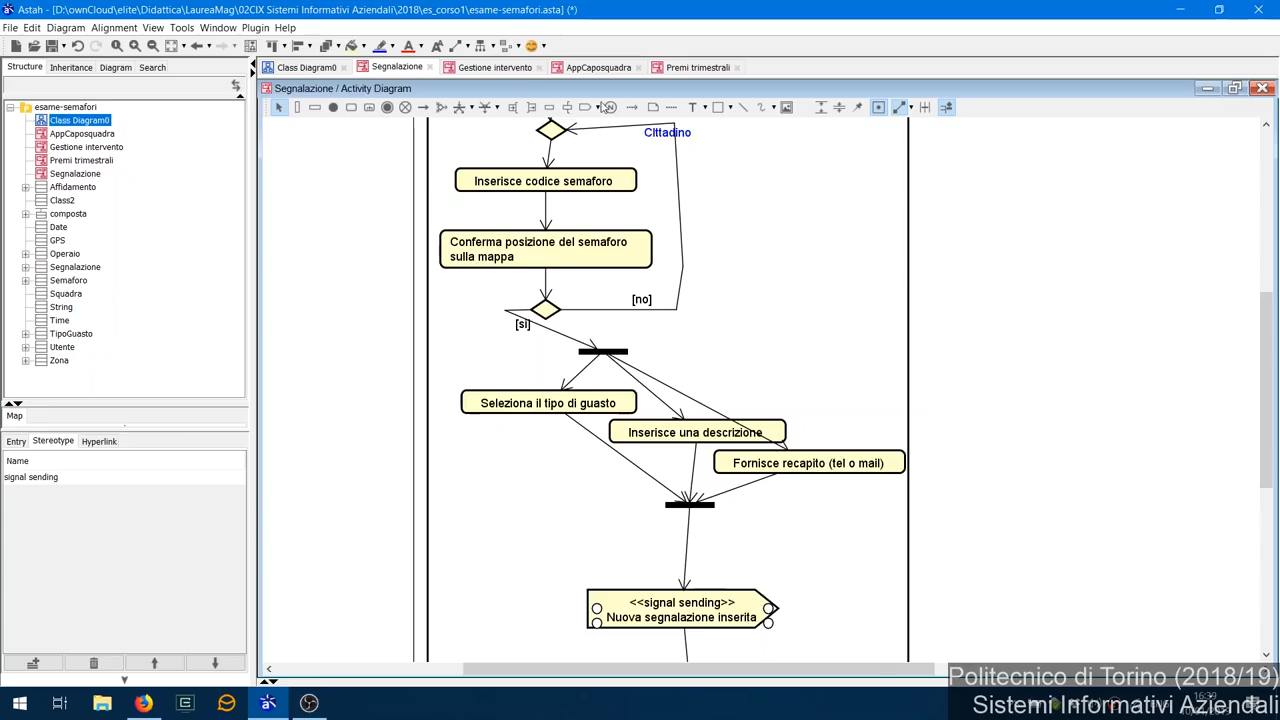 Astah - [D:\ownCloud\elite\Didattica\LaureaMag\02CIX Sistemi Informativi Aziendali\2018\es_corso1\esame-semafori.asta] (*)
File Edit Diagram Alignment View Tools Window Plugin Help
Structure Inheritance Diagram Search
Class Diagram0 Segnalazione Gestione intervento AppCaposquadra Premi trimestrali
Segnalazione / Activity Diagram
esame-semafori
Class Diagram0
AppCaposquadra
Gestione intervento
Premi trimestrali
Segnalazione
Affidamento
Class2
composta
Date
GPS
Operaio
Segnalazione
Semaforo
Squadra
String
Time
TipoGuasto
Utente
Zona
Map
Entry Stereotype Hyperlink
Name
signal sending
CIttadino
Inserisce codice semaforo
Conferma posizione del semaforo
sulla mappa
[no]
[sI]
Seleziona il tipo di guasto
Inserisce una descrizione
Fornisce recapito (tel o mail)
<<signal sending>>
Nuova segnalazione inserita
Politecnico di Torino (2018/19)
Sistemi Informativi Aziendali
16:39